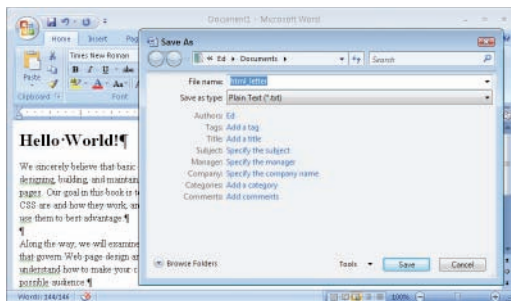 Document1 - Microsoft Word
Home Insert
Times New Roman
Paste
B I U abe
Clipboard Font
Hello World!¶
We sincerely believe that basic
designing, building, and maintain
pages. Our goal in this book is t
CSS are and how they work, an
use them to best advantage.¶
¶
Along the way, we will examine
that govern Web page design an
understand how to make your c
possible audience.¶
Words: 144/146
100%
Save As
« Ed ▸ Documents ▸
Search
File name: html_letter
Save as type: Plain Text (*.txt)
Authors: Ed
Tags: Add a tag
Title: Add a title
Subject: Specify the subject
Manager: Specify the manager
Company: Specify the company name
Categories: Add a category
Comments: Add comments
Browse Folders
Tools
Save
Cancel